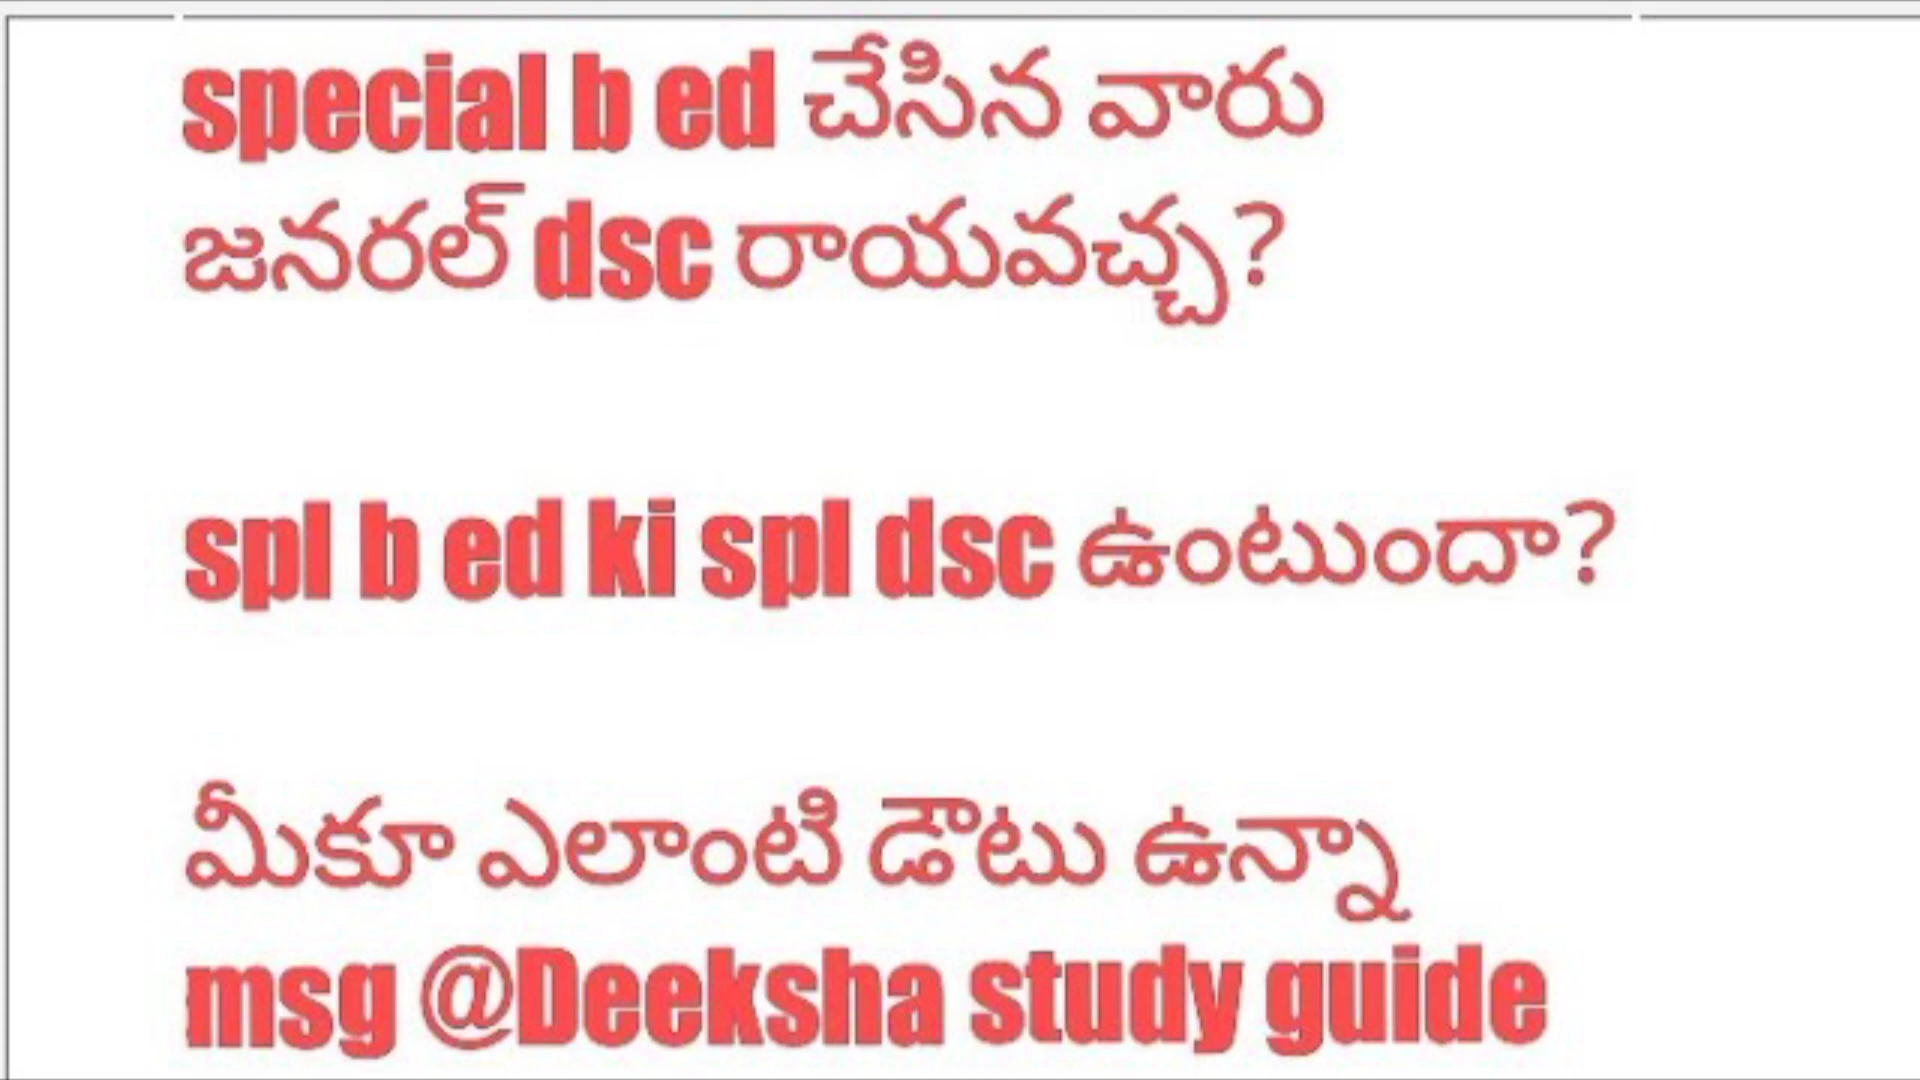 special b ed చేసిన వారు
జనరల్ dsc రాయవచ్చ?
spl b ed ki spl dsc ఉంటుందా?
మీకూ ఎలాంటి డౌటు ఉన్నా
msg @Deeksha study guide